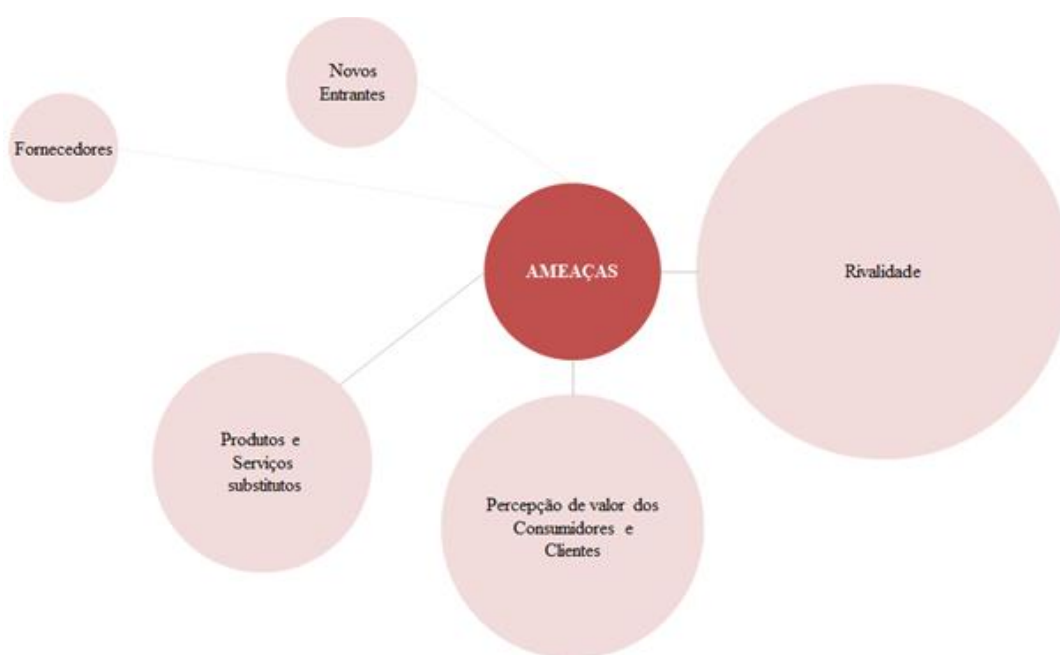 Novos
Entrantes
Fornecedores
AMEAÇAS
Rivalidade
Produtos e
Serviços
substitutos
Percepção de valor dos
Consumidores e
Clientes